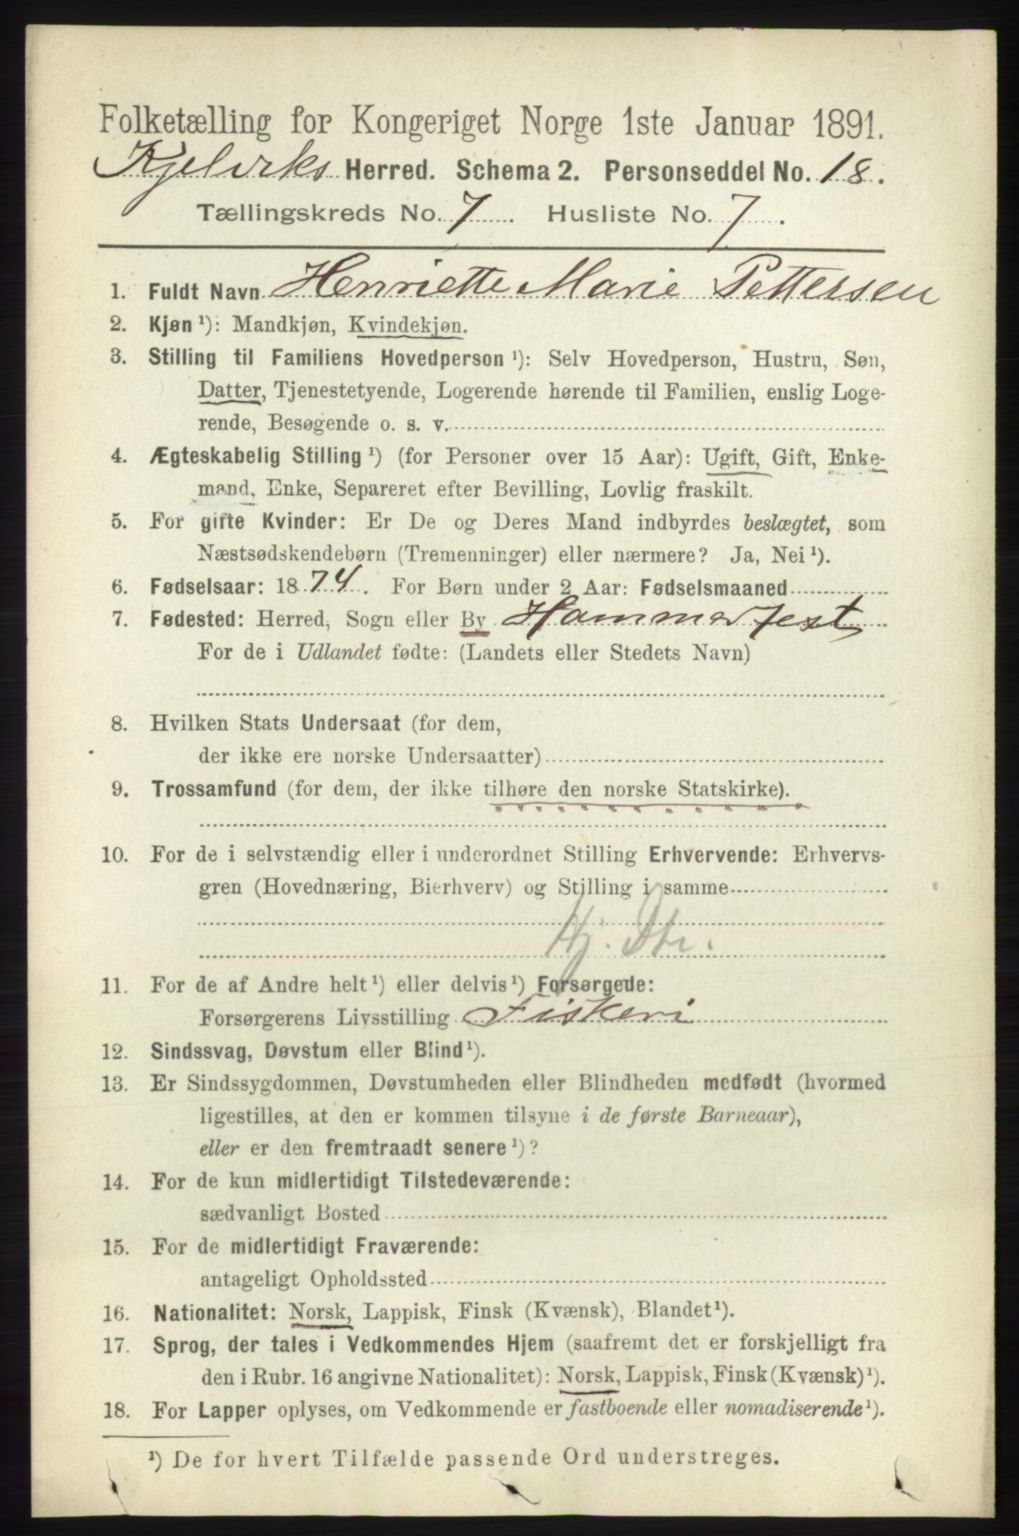 Folketælling for Kongeriget Norge 1ste Januar 1891.
Kjelviks Herred. Schema 2. Personseddel No. 18.
Tællingskreds No. 7. Husliste No. 7.
1. Fuldt Navn Henriette Marie Pettersen
2. Kjøn ¹): Mandkjøn, Kvindekjøn.
3. Stilling til Familiens Hovedperson ¹): Selv Hovedperson, Hustru, Søn,
Datter, Tjenestetyende, Logerende hørende til Familien, enslig Loge-
rende, Besøgende o. s. v.
4. Ægteskabelig Stilling ¹) (for Personer over 15 Aar): Ugift, Gift, Enke-
mand, Enke, Separeret efter Bevilling, Lovlig fraskilt.
5. For gifte Kvinder: Er De og Deres Mand indbyrdes beslægtet, som
Næstsødskendebørn (Tremenninger) eller nærmere? Ja, Nei ¹).
6. Fødselsaar: 1874. For Børn under 2 Aar: Fødselsmaaned
7. Fødested: Herred, Sogn eller By Hammerfest
For de i Udlandet fødte: (Landets eller Stedets Navn)
8. Hvilken Stats Undersaat (for dem,
der ikke ere norske Undersaatter)
9. Trossamfund (for dem, der ikke tilhøre den norske Statskirke).
10. For de i selvstændig eller i underordnet Stilling Erhvervende: Erhvervs-
gren (Hovednæring, Bierhverv) og Stilling i samme
Hj. Dtr.
11. For de af Andre helt ¹) eller delvis ¹) Forsørgede:
Forsørgerens Livsstilling Fiskeri
12. Sindssvag, Døvstum eller Blind ¹).
13. Er Sindssygdommen, Døvstumheden eller Blindheden medfødt (hvormed
ligestilles, at den er kommen tilsyne i de første Barneaar),
eller er den fremtraadt senere ¹)?
14. For de kun midlertidigt Tilstedeværende:
sædvanligt Bosted
15. For de midlertidigt Fraværende:
antageligt Opholdssted
16. Nationalitet: Norsk, Lappisk, Finsk (Kvænsk), Blandet ¹).
17. Sprog, der tales i Vedkommendes Hjem (saafremt det er forskjelligt fra
den i Rubr. 16 angivne Nationalitet): Norsk, Lappisk, Finsk (Kvænsk) ¹).
18. For Lapper oplyses, om Vedkommende er fastboende eller nomadiserende ¹).
¹) De for hvert Tilfælde passende Ord understreges.